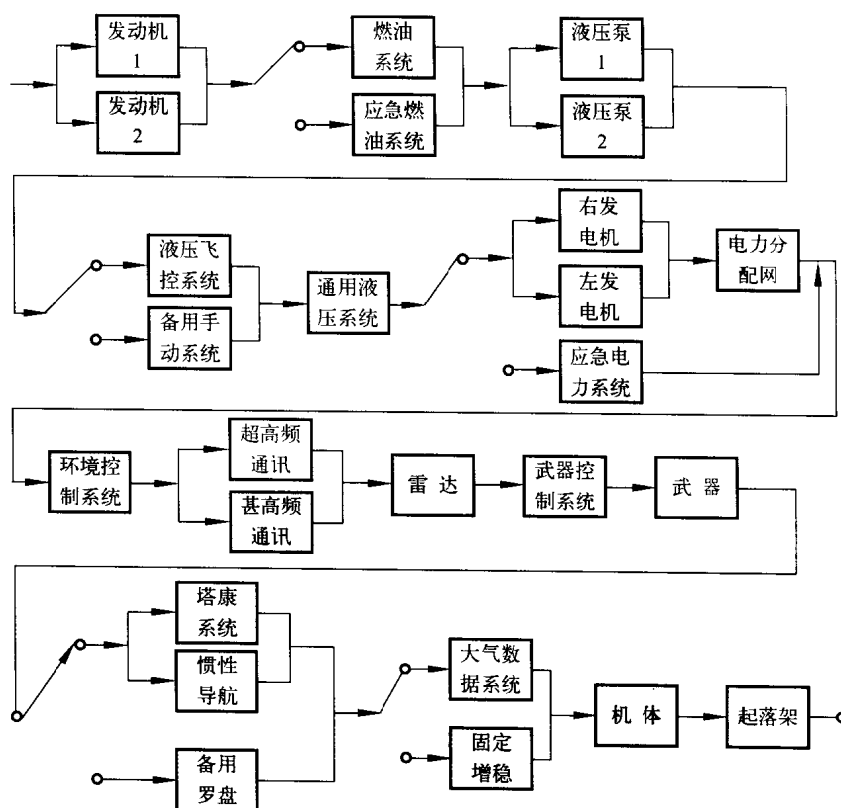 发动机
1
发动机
2
燃油
系统
应急燃
油系统
液压泵
1
液压泵
2
液压飞
控系统
备用手
动系统
通用液
压系统
右发
电机
左发
电机
应急电
力系统
电力分
配网
环境控
制系统
超高频
通讯
甚高频
通讯
雷达
武器控
制系统
武器
塔康
系统
惯性
导航
备用
罗盘
大气数
据系统
固定
增稳
机体
起落架